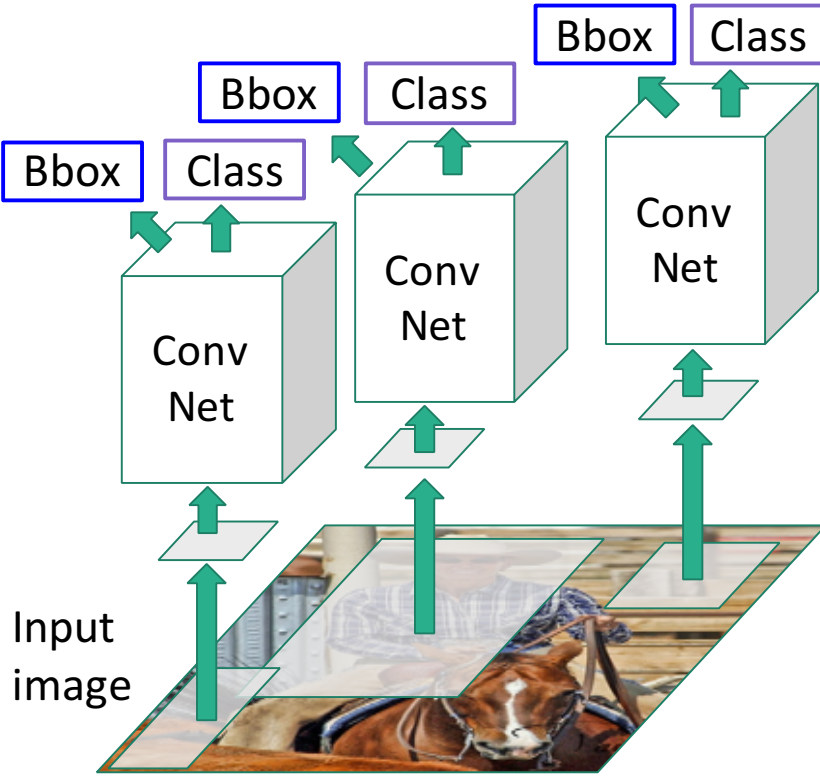 Bbox Class
Bbox Class
Bbox Class
Conv
Net
Conv
Net
Conv
Net
Input
image